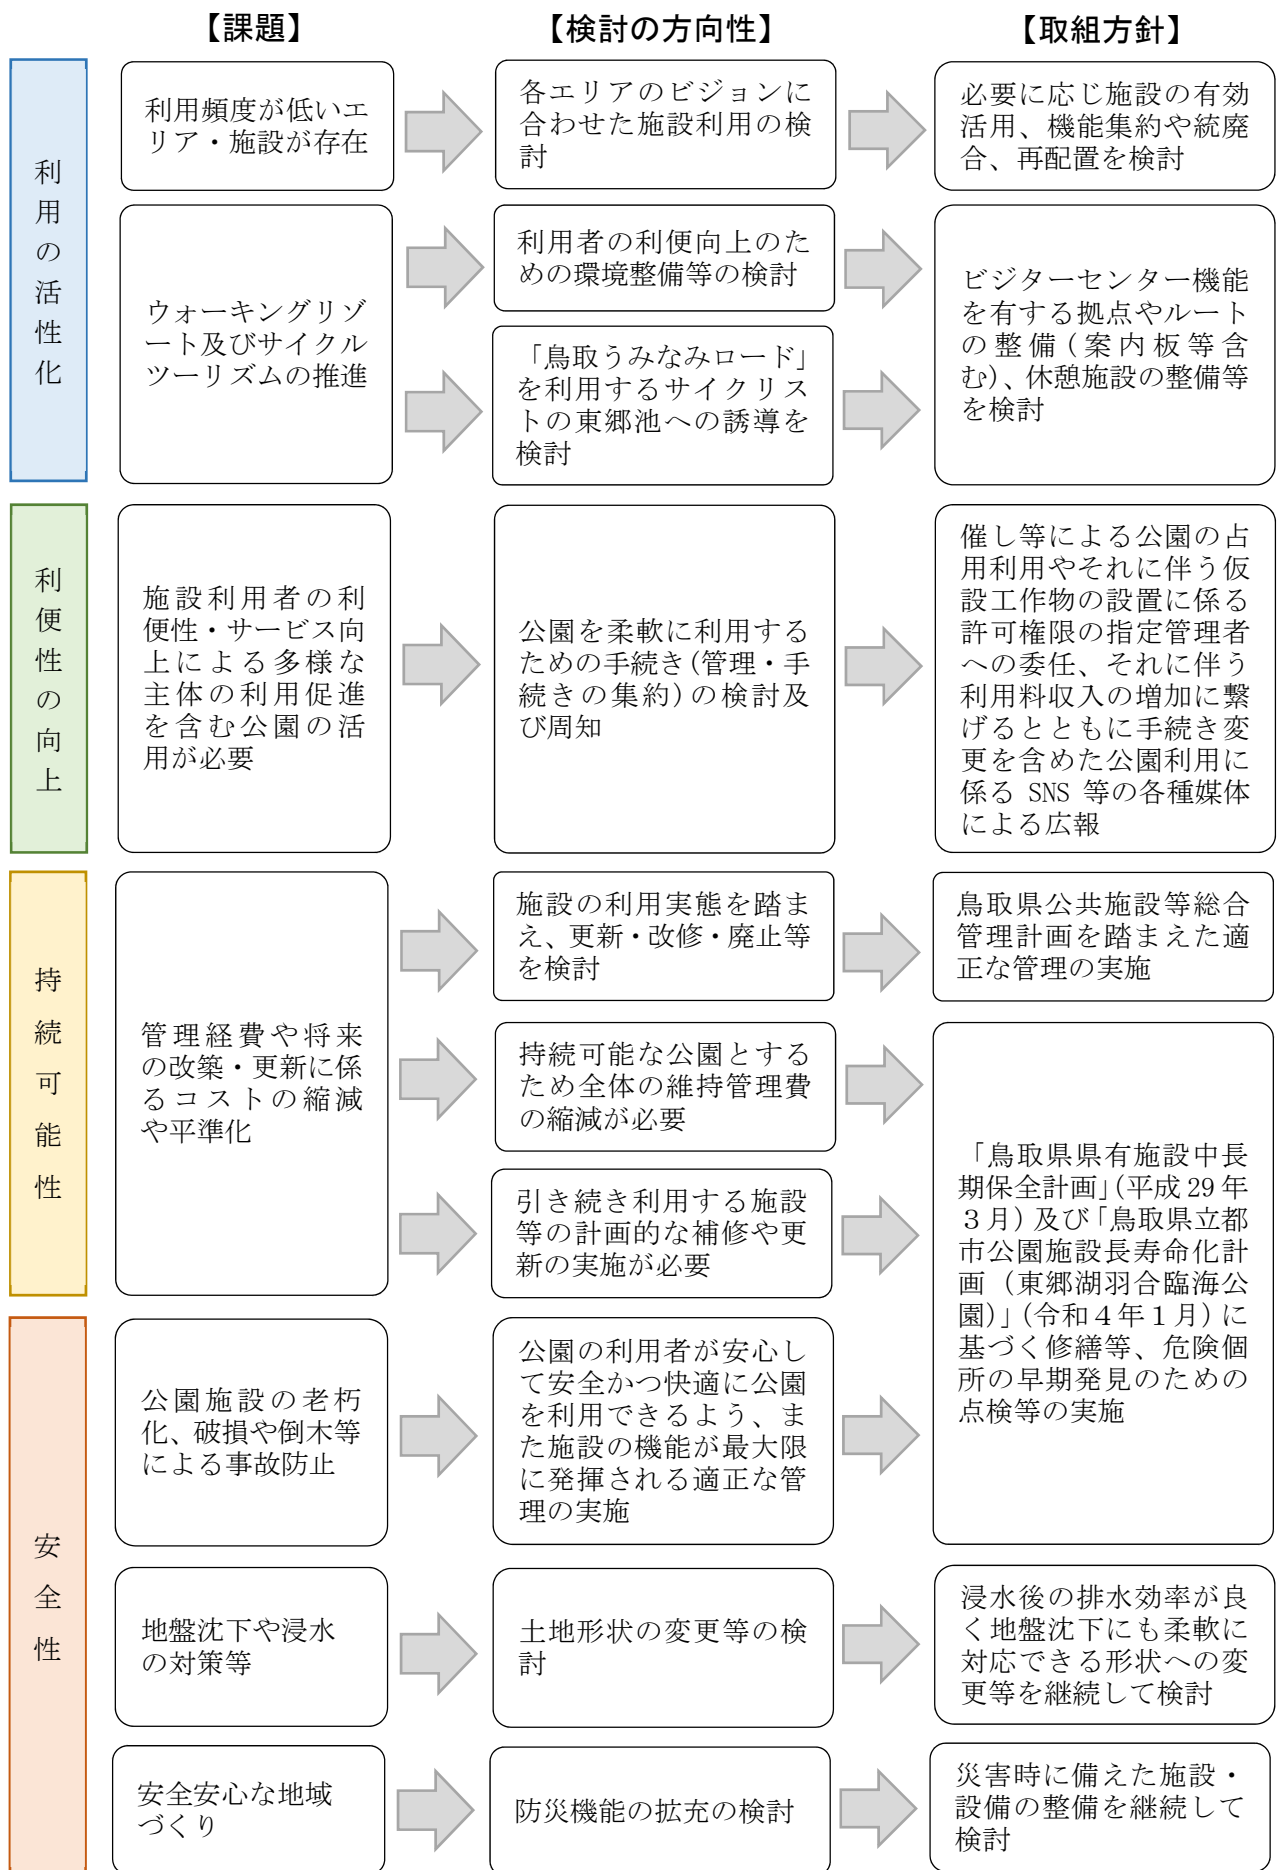 【課題】
【検討の方向性】
【取組方針】
利用の活性化
利用頻度が低いエ
リア・施設が存在
各エリアのビジョンに
合わせた施設利用の検
討
必要に応じ施設の有効
活用、機能集約や統廃
合、再配置を検討
ウォーキングリゾ
ート及びサイクル
ツーリズムの推進
利用者の利便向上のた
めの環境整備等の検討
「鳥取うみなみロード」
を利用するサイクリス
トの東郷池への誘導を
検討
ビジターセンター機能
を有する拠点やルート
の整備(案内板等含
む)、休憩施設の整備等
を検討
利便性の向上
施設利用者の利
便性・サービス向
上による多様な
主体の利用促進
を含む公園の活
用が必要
公園を柔軟に利用する
ための手続き(管理・手
続きの集約)の検討及
び周知
催し等による公園の占
用利用やそれに伴う仮
設工作物の設置に係る
許可権限の指定管理者
への委任、それに伴う
利用料収入の増加に繋
げるとともに手続き変
更を含めた公園利用に
係る SNS 等の各種媒体
による広報
持続可能性
管理経費や将来
の改築・更新に係
るコストの縮減
や平準化
施設の利用実態を踏ま
え、更新・改修・廃止等
を検討
鳥取県公共施設等総合
管理計画を踏まえた適
正な管理の実施
持続可能な公園とする
ため全体の維持管理費
の縮減が必要
引き続き利用する施設
等の計画的な補修や更
新の実施が必要
「鳥取県県有施設中長
期保全計画」(平成 29 年
３月)及び「鳥取県立都
市公園施設長寿命化計
画（東郷湖羽合臨海公
園)」(令和４年１月)に
基づく修繕等、危険個
所の早期発見のための
点検等の実施
安全性
公園施設の老朽
化、破損や倒木等
による事故防止
公園の利用者が安心し
て安全かつ快適に公園
を利用できるよう、ま
た施設の機能が最大限
に発揮される適正な管
理の実施
地盤沈下や浸水
の対策等
土地形状の変更等の検
討
浸水後の排水効率が良
く地盤沈下にも柔軟に
対応できる形状への変
更等を継続して検討
安全安心な地域
づくり
防災機能の拡充の検討
災害時に備えた施設・
設備の整備を継続して
検討